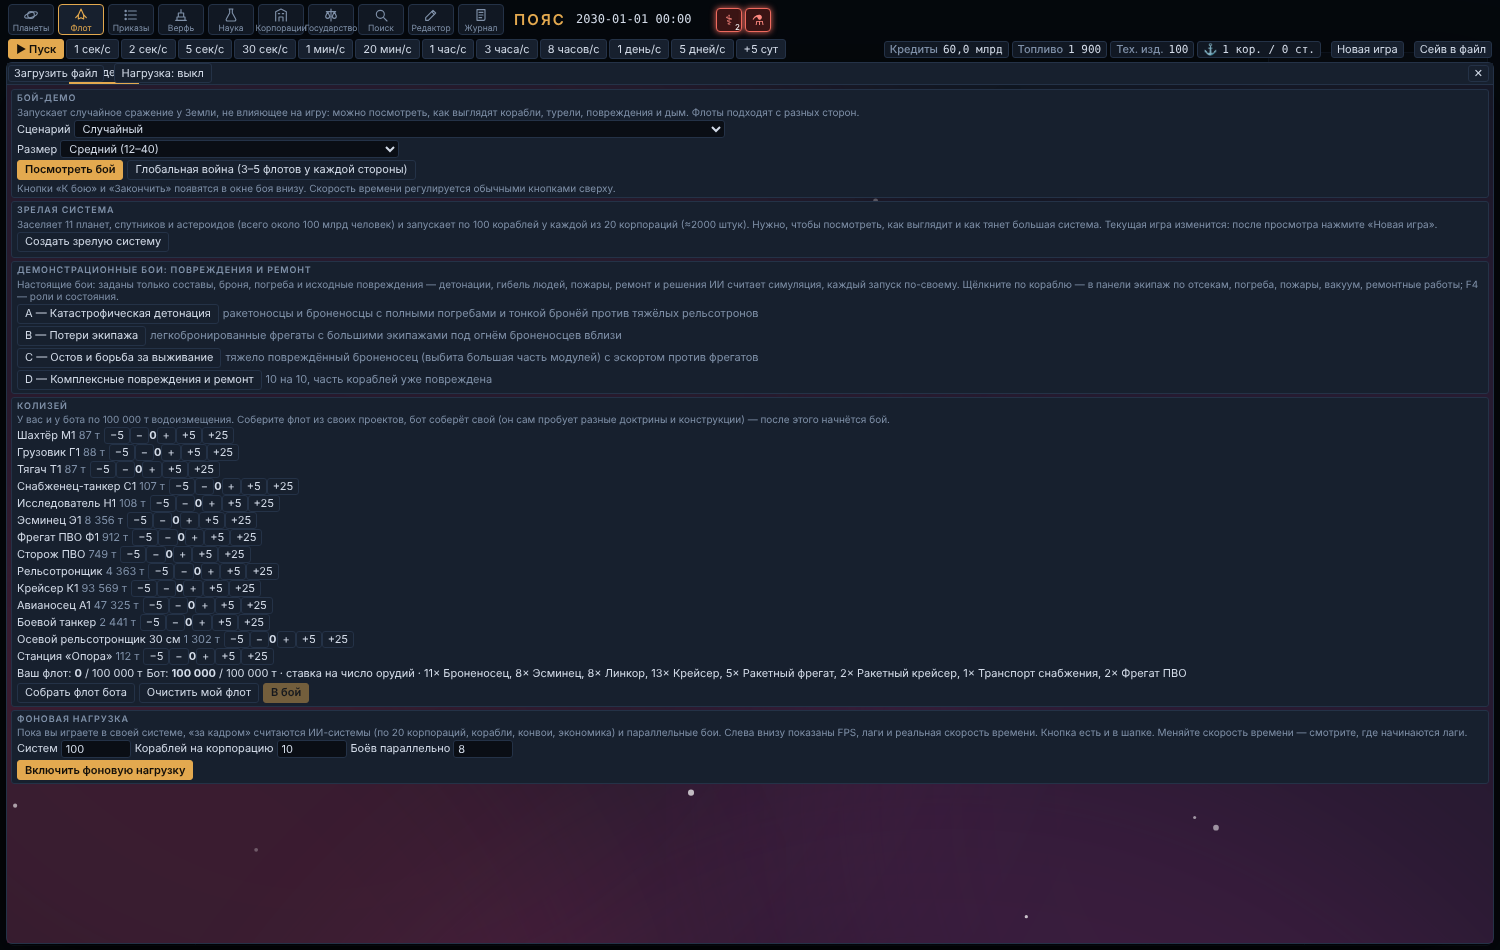 Планеты Флот Приказы Верфь Наука Корпорации Государство Поиск Редактор Журнал ПОЯС 2030-01-01 00:00 2
▶ Пуск 1 сек/с 2 сек/с 5 сек/с 30 сек/с 1 мин/с 20 мин/с 1 час/с 3 часа/с 8 часов/с 1 день/с 5 дней/с +5 сут Кредиты 60,0 млрд Топливо 1 900 Тех. изд. 100 ⚓ 1 кор. / 0 ст. Новая игра Сейв в файл
Загрузить файл Нагрузка: выкл ✕
БОЙ-ДЕМО
Запускает случайное сражение у Земли, не влияющее на игру: можно посмотреть, как выглядят корабли, турели, повреждения и дым. Флоты подходят с разных сторон.
Сценарий Случайный
Размер Средний (12–40)
Посмотреть бой Глобальная война (3–5 флотов у каждой стороны)
Кнопки «К бою» и «Закончить» появятся в окне боя внизу. Скорость времени регулируется обычными кнопками сверху.
ЗРЕЛАЯ СИСТЕМА
Заселяет 11 планет, спутников и астероидов (всего около 100 млрд человек) и запускает по 100 кораблей у каждой из 20 корпораций (≈2000 штук). Нужно, чтобы посмотреть, как выглядит и как тянет большая система. Текущая игра изменится: после просмотра нажмите «Новая игра».
Создать зрелую систему
ДЕМОНСТРАЦИОННЫЕ БОИ: ПОВРЕЖДЕНИЯ И РЕМОНТ
Настоящие бои: заданы только составы, броня, погреба и исходные повреждения — детонации, гибель людей, пожары, ремонт и решения ИИ считает симуляция, каждый запуск по-своему. Щёлкните по кораблю — в панели экипаж по отсекам, погреба, пожары, вакуум, ремонтные работы; F4
— роли и состояния.
A — Катастрофическая детонация ракетоносцы и броненосцы с полными погребами и тонкой бронёй против тяжёлых рельсотронов
B — Потери экипажа легкобронированные фрегаты с большими экипажами под огнём броненосцев вблизи
C — Остов и борьба за выживание тяжело повреждённый броненосец (выбита большая часть модулей) с эскортом против фрегатов
D — Комплексные повреждения и ремонт 10 на 10, часть кораблей уже повреждена
КОЛИЗЕЙ
У вас и у бота по 100 000 т водоизмещения. Соберите флот из своих проектов, бот соберёт свой (он сам пробует разные доктрины и конструкции) — после этого начнётся бой.
Шахтёр М1 87 т −5 − 0 + +5 +25
Грузовик Г1 88 т −5 − 0 + +5 +25
Тягач Т1 87 т −5 − 0 + +5 +25
Снабженец-танкер С1 107 т −5 − 0 + +5 +25
Исследователь Н1 108 т −5 − 0 + +5 +25
Эсминец Э1 8 356 т −5 − 0 + +5 +25
Фрегат ПВО Ф1 912 т −5 − 0 + +5 +25
Сторож ПВО 749 т −5 − 0 + +5 +25
Рельсотронщик 4 363 т −5 − 0 + +5 +25
Крейсер К1 93 569 т −5 − 0 + +5 +25
Авианосец А1 47 325 т −5 − 0 + +5 +25
Боевой танкер 2 441 т −5 − 0 + +5 +25
Осевой рельсотронщик 30 см 1 302 т −5 − 0 + +5 +25
Станция «Опора» 112 т −5 − 0 + +5 +25
Ваш флот: 0 / 100 000 т Бот: 100 000 / 100 000 т · ставка на число орудий · 11× Броненосец, 8× Эсминец, 8× Линкор, 13× Крейсер, 5× Ракетный фрегат, 2× Ракетный крейсер, 1× Транспорт снабжения, 2× Фрегат ПВО
Собрать флот бота Очистить мой флот В бой
ФОНОВАЯ НАГРУЗКА
Пока вы играете в своей системе, «за кадром» считаются ИИ-системы (по 20 корпораций, корабли, конвои, экономика) и параллельные бои. Слева внизу показаны FPS, лаги и реальная скорость времени. Кнопка есть и в шапке. Меняйте скорость времени — смотрите, где начинаются лаги.
Систем 100 Кораблей на корпорацию 10 Боёв параллельно 8
Включить фоновую нагрузку